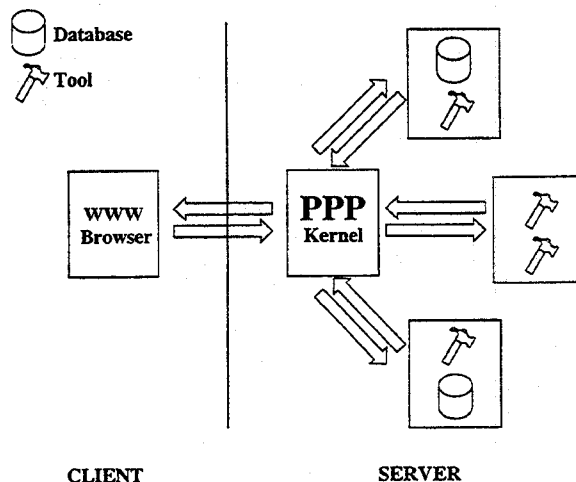 Database
Tool
WWW
Browser
PPP
Kernel
CLIENT
SERVER